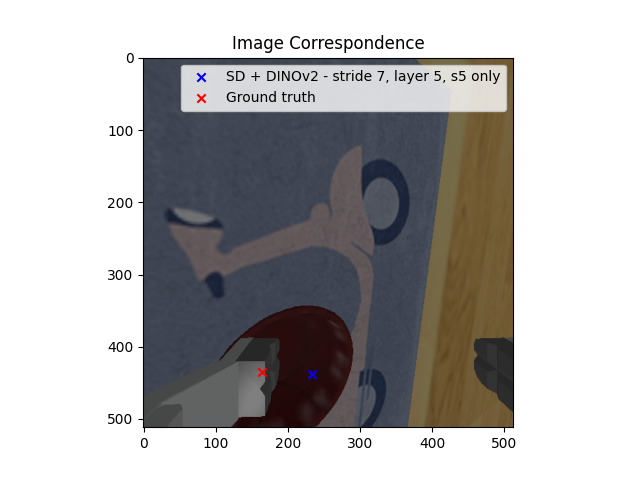 Image Correspondence
SD + DINOv2 - stride 7, layer 5, s5 only
Ground truth
0
100
200
300
400
500
0 100 200 300 400 500